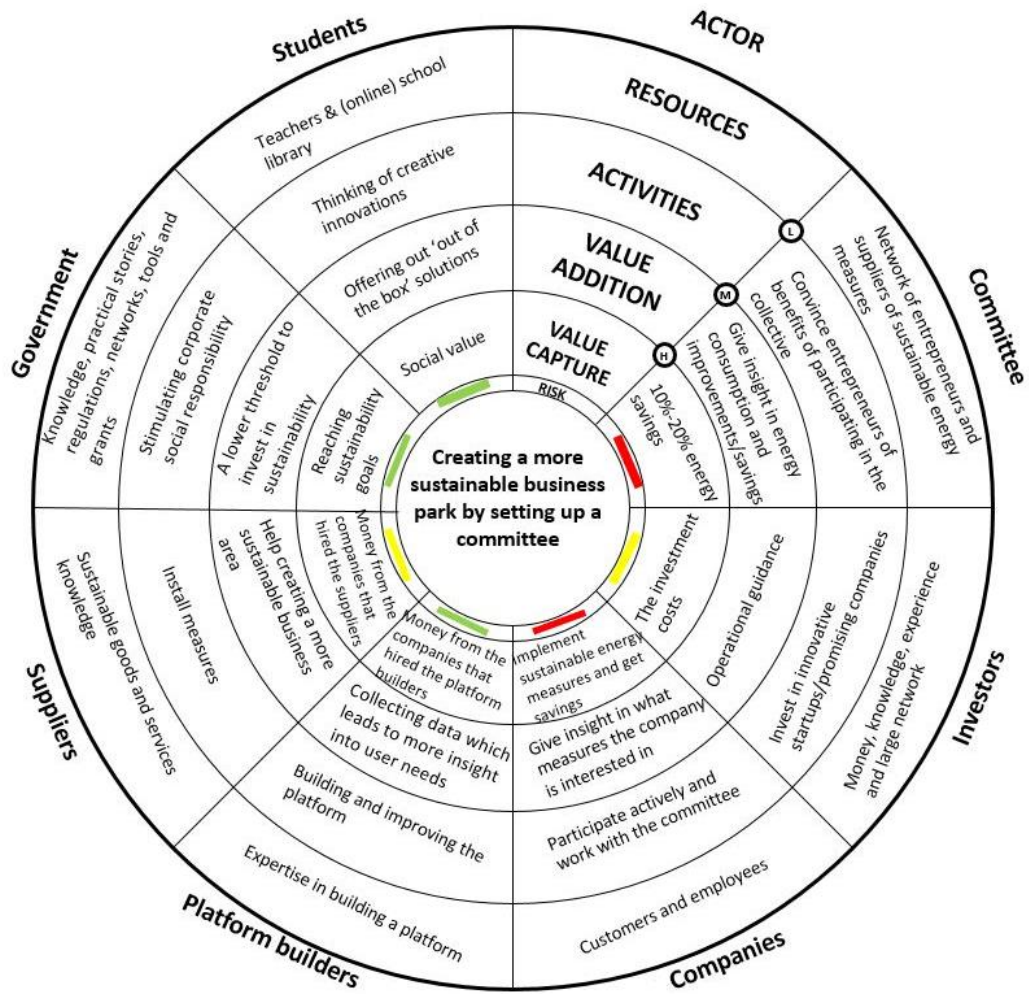 ACTOR
RESOURCES
ACTIVITIES
VALUE
ADDITION
VALUE
CAPTURE
RISK
L
M
H
Committee
Network of entrepreneurs and
suppliers of sustainable energy
measures
Convince entrepreneurs of
benefits of participating in the
collective
Give insight in energy
consumption and
improvements/savings
10%-20% energy
savings
Investors
Money, knowledge, experience
and large network
Invest in innovative
startups/promising companies
Operational guidance
The investment
costs
Companies
Customers and employees
Participate actively and
work with the committee
Give insight in what
measures the company
is interested in
Implement
sustainable energy
measures and get
savings
Platform builders
Expertise in building a platform
Building and improving the
platform
Collecting data which
leads to more insight
into user needs
Money from the
companies that
hired the platform
builders
Suppliers
Sustainable goods and services
knowledge
Install measures
Help creating a more
sustainable business
area
Money from the
companies that
hired the suppliers
Government
Knowledge, practical stories,
regulations, networks, tools and
grants
Stimulating corporate
social responsibility
A lower threshold to
invest in
sustainability
Reaching
sustainability
goals
Students
Teachers & (online) school
library
Thinking of creative
innovations
Offering out ‘out of
the box’ solutions
Social value
Creating a more
sustainable business
park by setting up a
committee